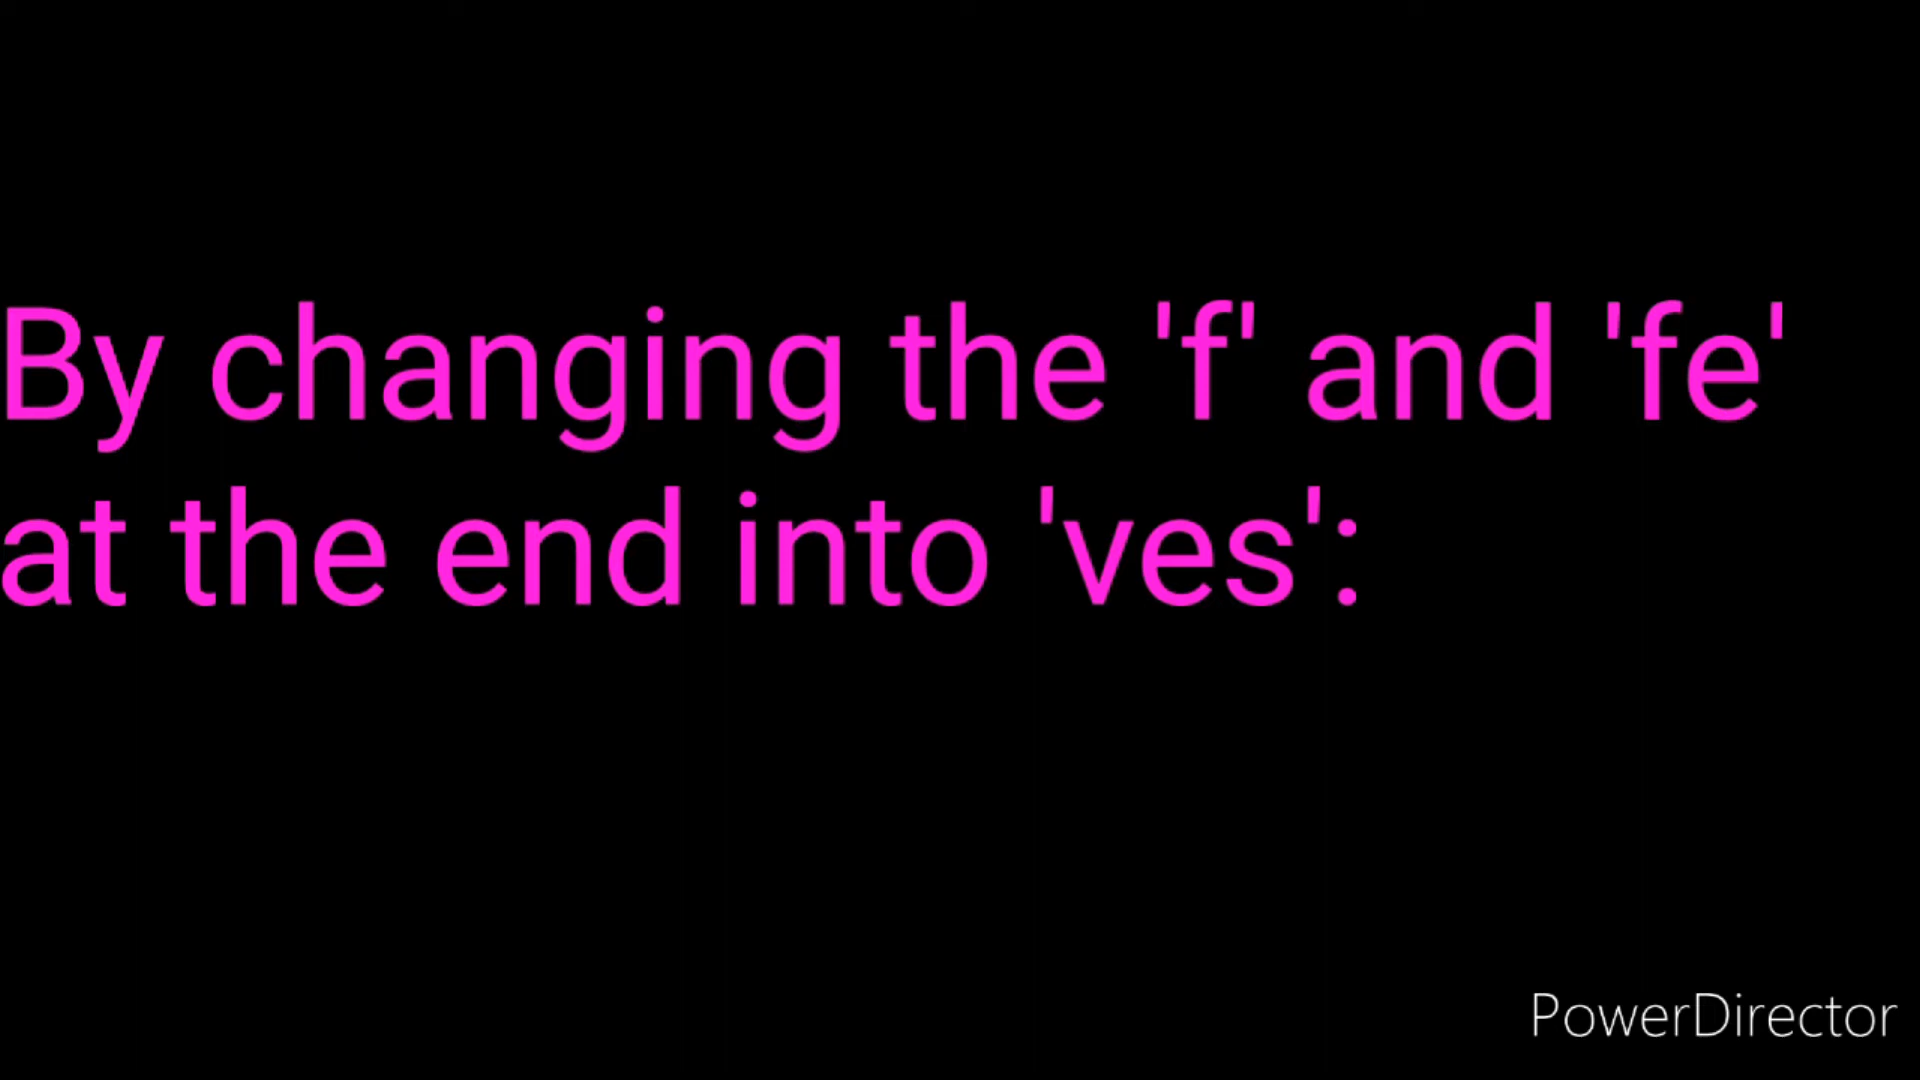 By changing the 'f' and 'fe'
at the end into 'ves':
PowerDirector